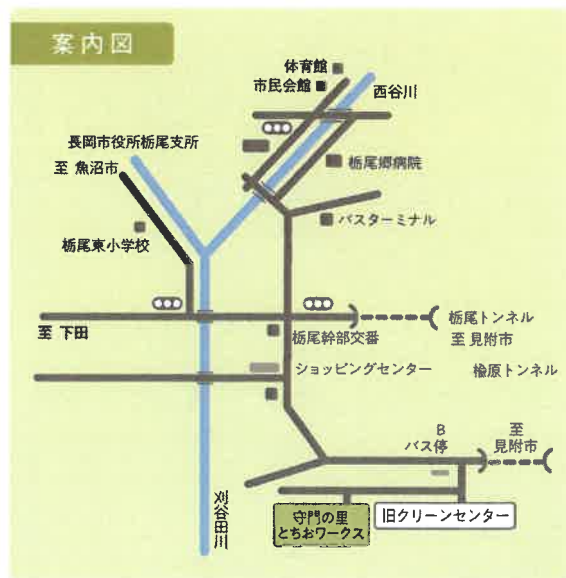 案内図
体育館
市民会館
西谷川
長岡市役所栃尾支所
至 魚沼市
栃尾郷病院
バスターミナル
栃尾東小学校
至 下田
栃尾幹部交番
栃尾トンネル
至 見附市
ショッピングセンター
楡原トンネル
B
バス停
至
見附市
刈谷田川
守門の里
とちおワークス
旧クリーンセンター